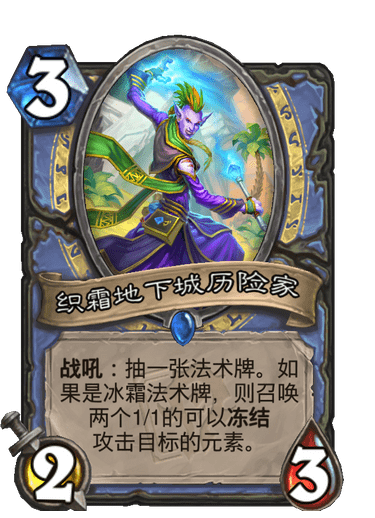 3
织霜地下城历险家
战吼：抽一张法术牌。如
果是冰霜法术牌，则召唤
两个1/1的可以冻结
攻击目标的元素。
2
3